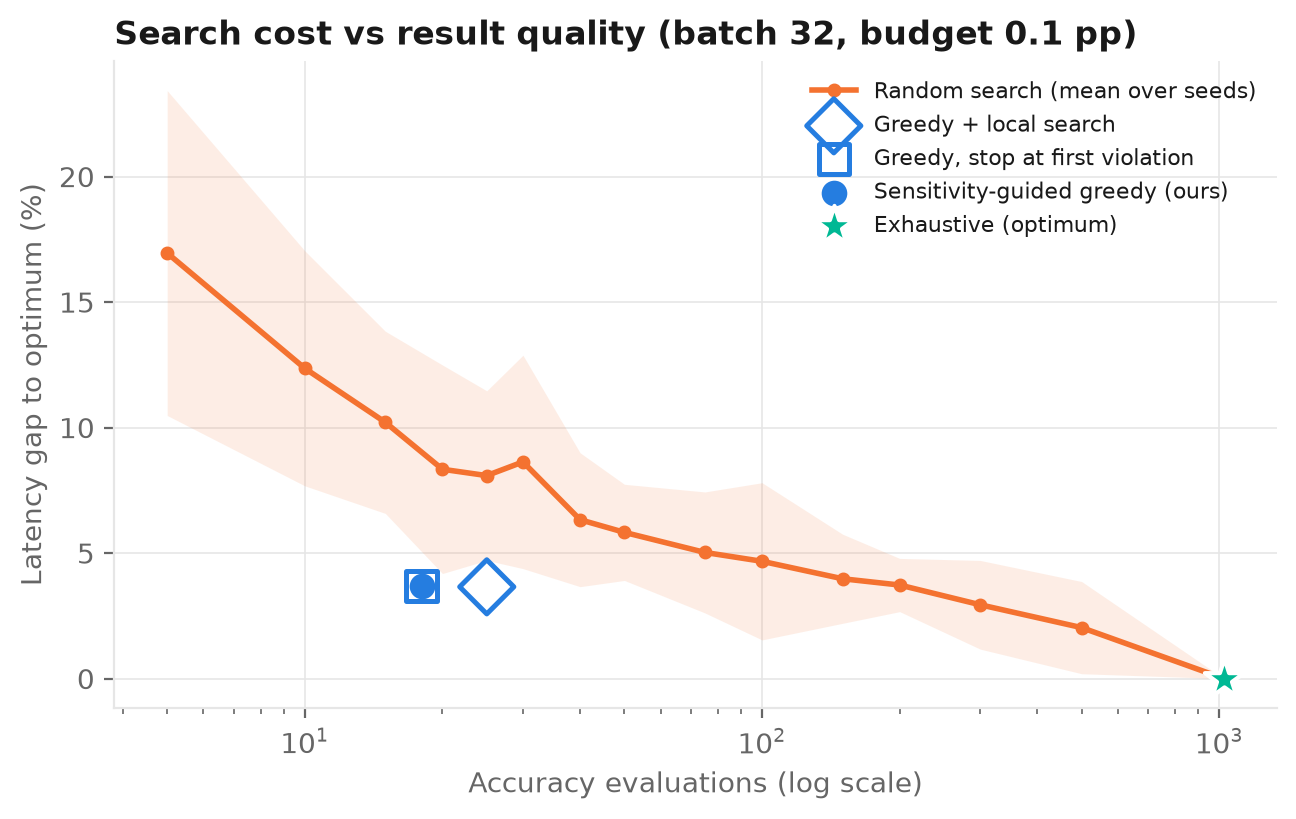 Search cost vs result quality (batch 32, budget 0.1 pp)
Random search (mean over seeds)
Greedy + local search
Greedy, stop at first violation
Sensitivity-guided greedy (ours)
Exhaustive (optimum)
Latency gap to optimum (%)
20
15
10
5
0
10¹
10²
10³
Accuracy evaluations (log scale)